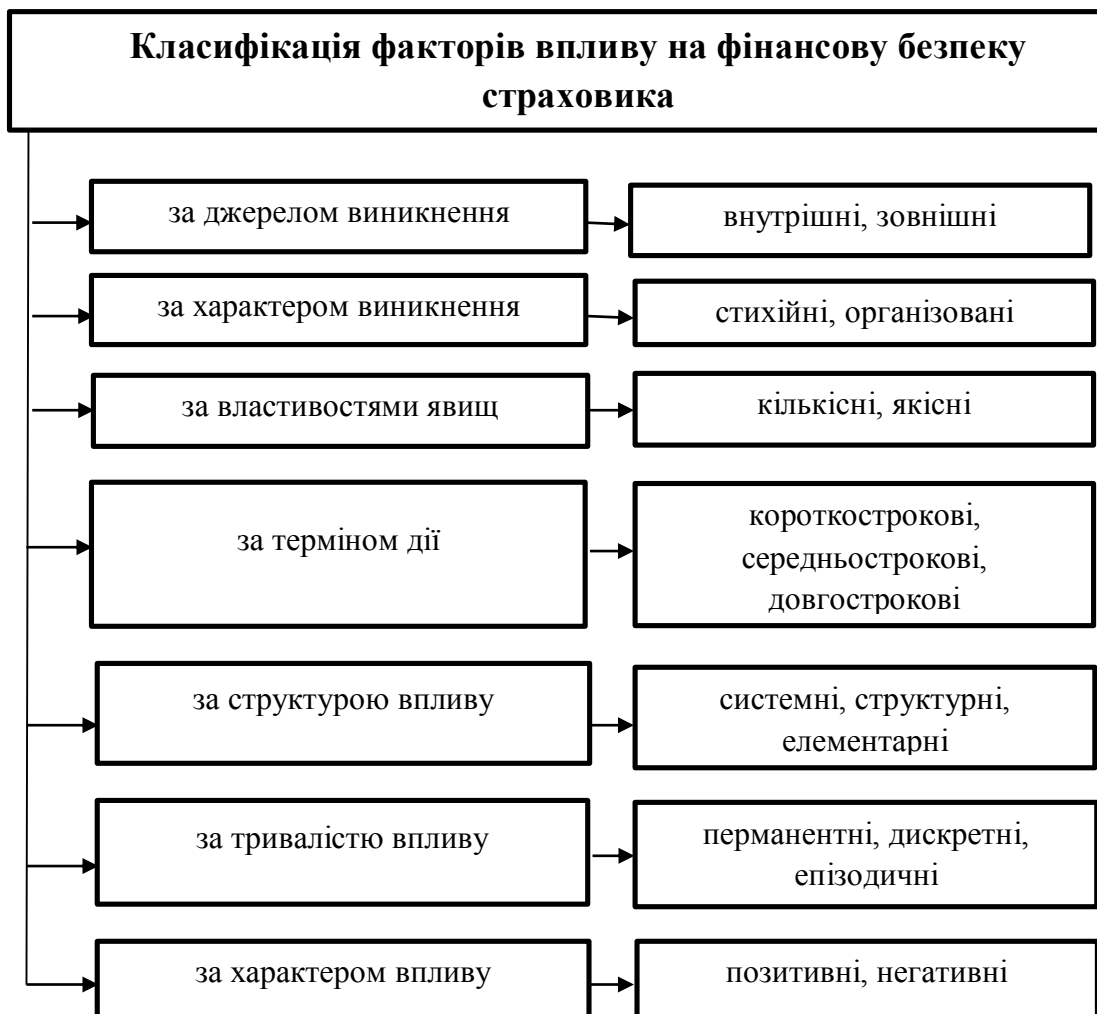 Класифікація факторів впливу на фінансову безпеку
страховика
за джерелом виникнення
внутрішні, зовнішні
за характером виникнення
стихійні, організовані
за властивостями явищ
кількісні, якісні
за терміном дії
короткострокові,
середньострокові,
довгострокові
за структурою впливу
системні, структурні,
елементарні
за тривалістю впливу
перманентні, дискретні,
епізодичні
за характером впливу
позитивні, негативні